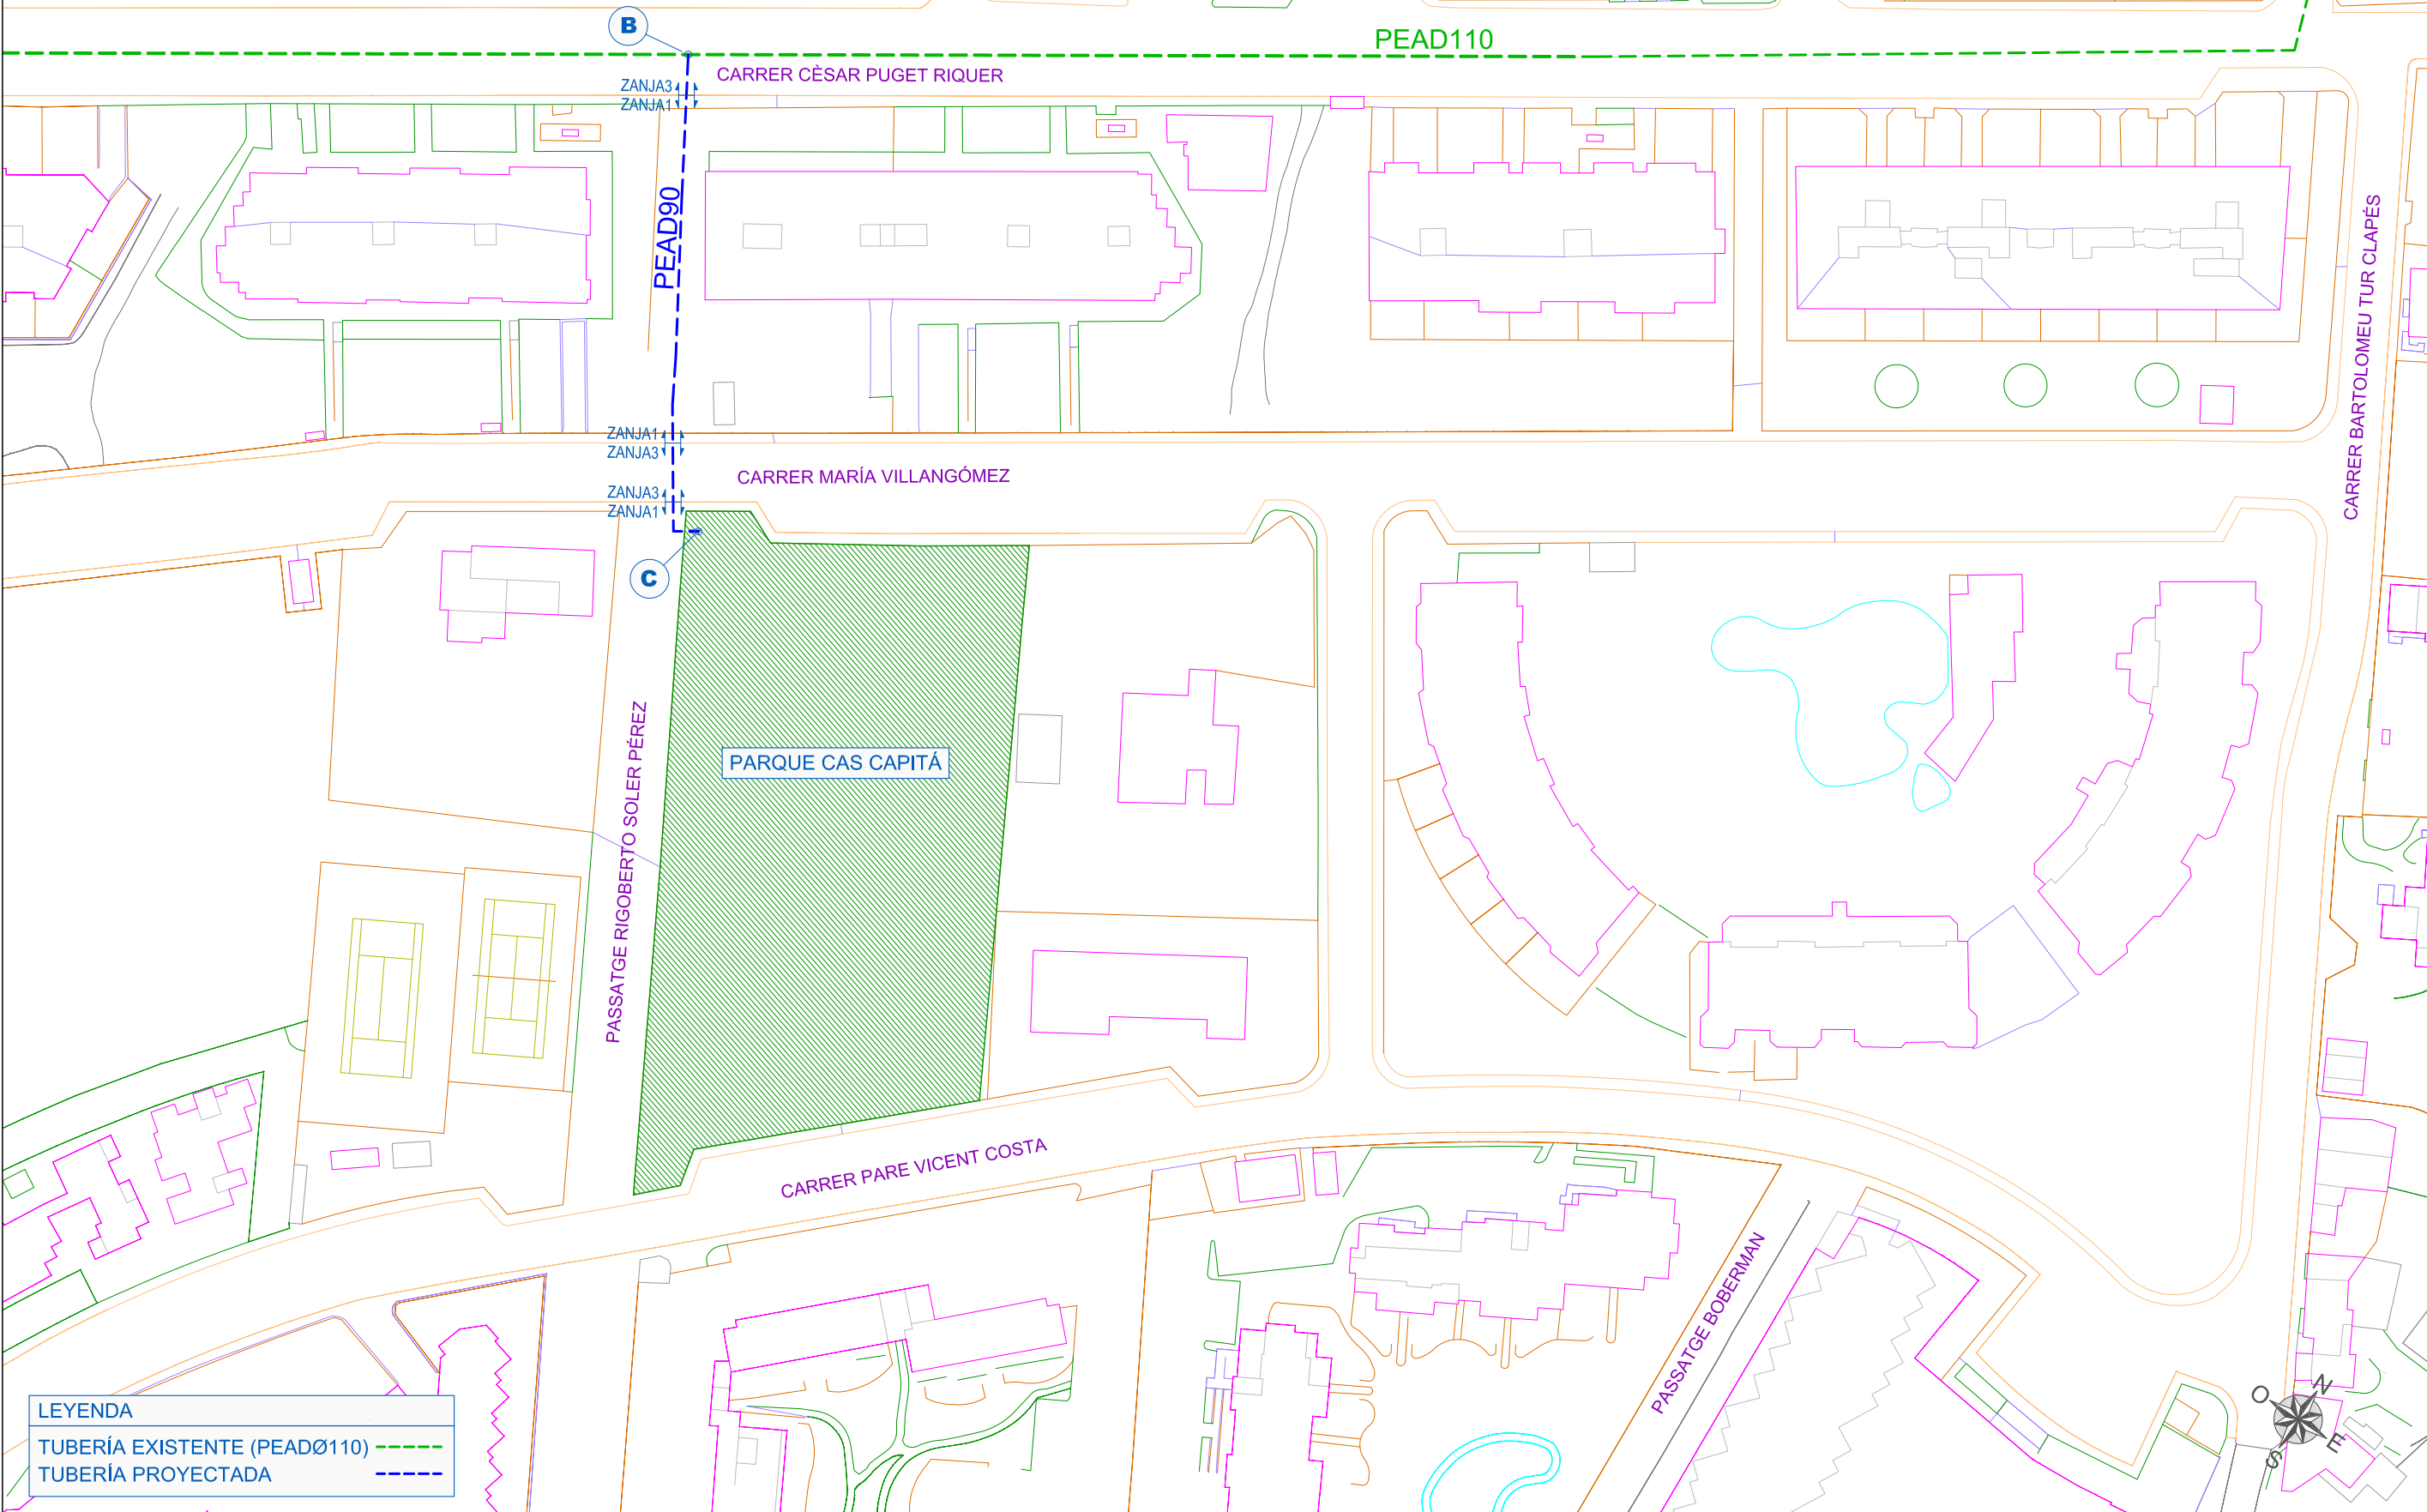 B
PEAD110
CARRER CÈSAR PUGET RIQUER
ZANJA3
ZANJA1
PEAD90
CARRER BARTOLOMEU TUR CLAPÉS
ZANJA1
ZANJA3
CARRER MARÍA VILLANGÓMEZ
ZANJA3
ZANJA1
C
PASSATGE RIGOBERTO SOLER PÉREZ
PARQUE CAS CAPITÁ
CARRER PARE VICENT COSTA
PASSATGE BOBERMAN
LEYENDA
TUBERÍA EXISTENTE (PEADØ110)
TUBERÍA PROYECTADA
O
N
S
E